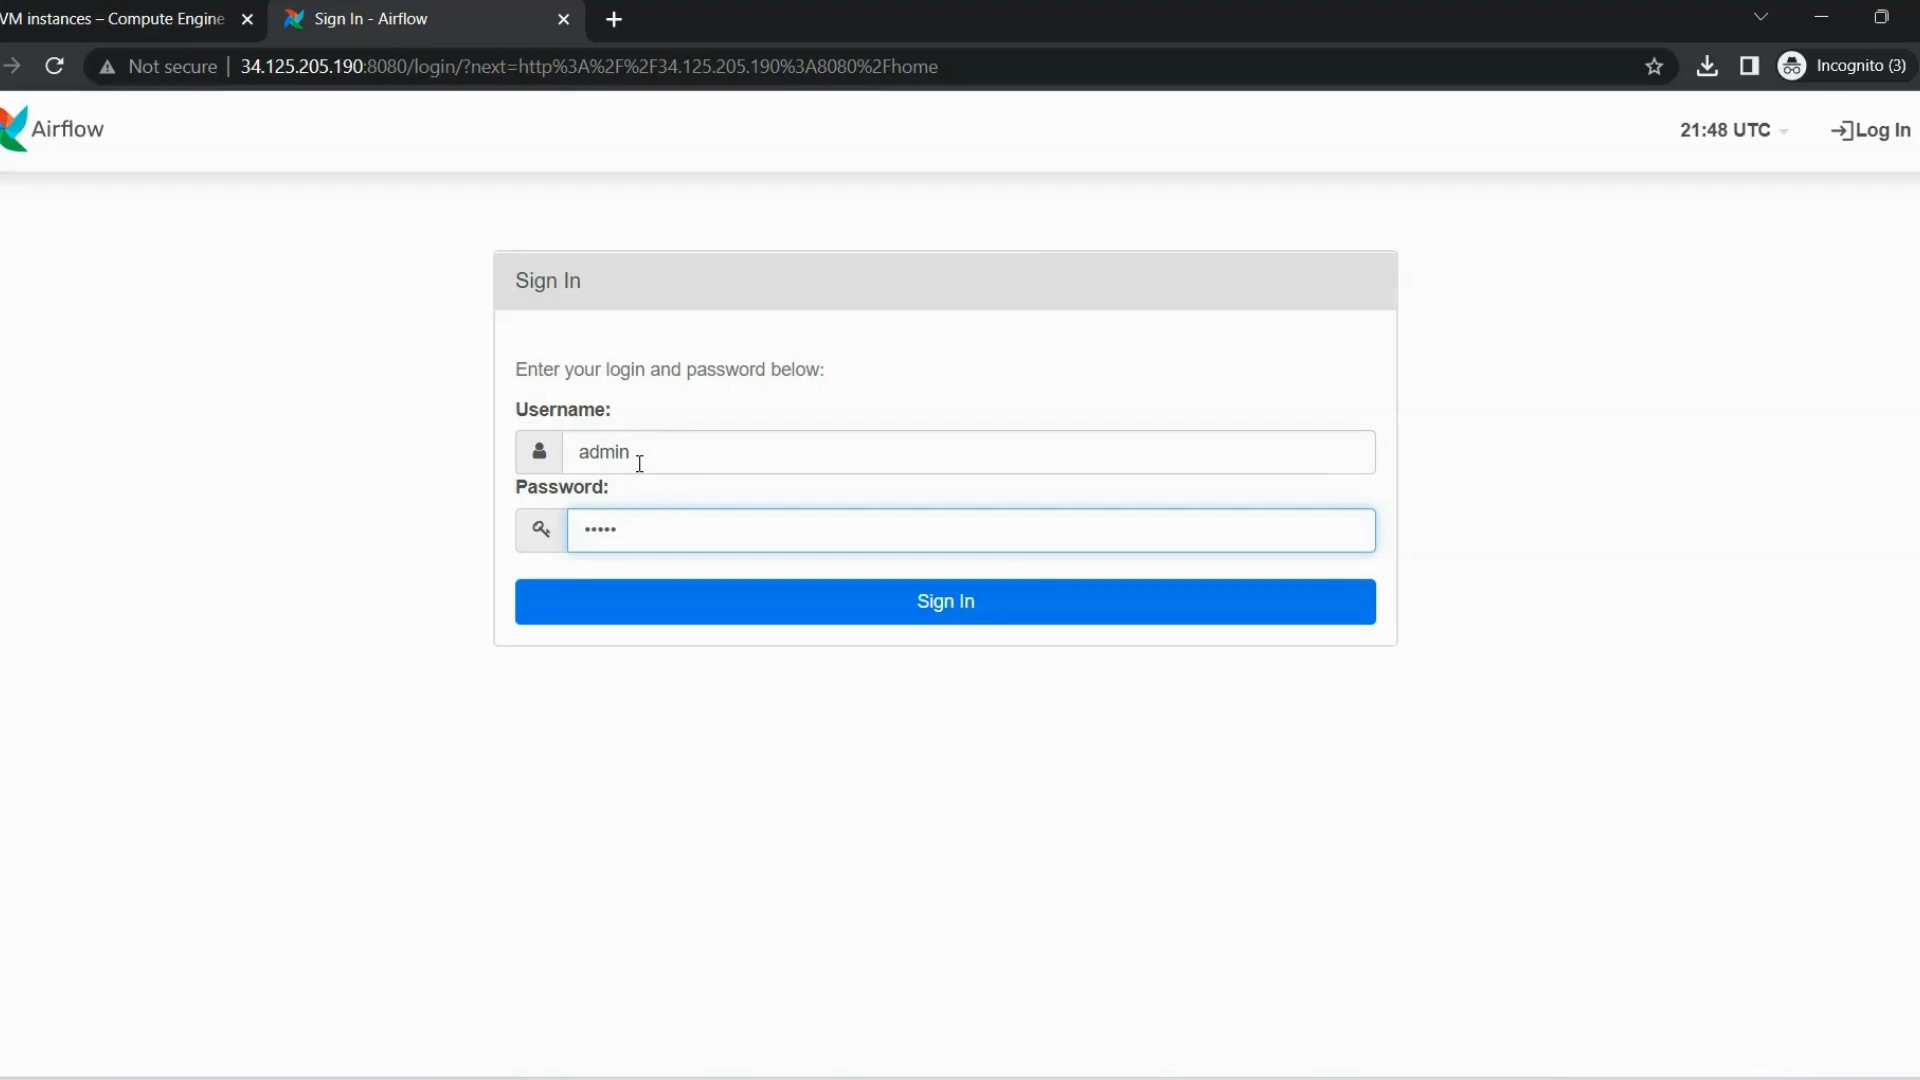 VM instances – Compute Engine
Sign In - Airflow
Not secure
34.125.205.190:8080/login/?next=http%3A%2F%2F34.125.205.190%3A8080%2Fhome
Incognito (3)
Airflow
21:48 UTC
Log In
Sign In
Enter your login and password below:
Username:
admin
Password:
•••••
Sign In